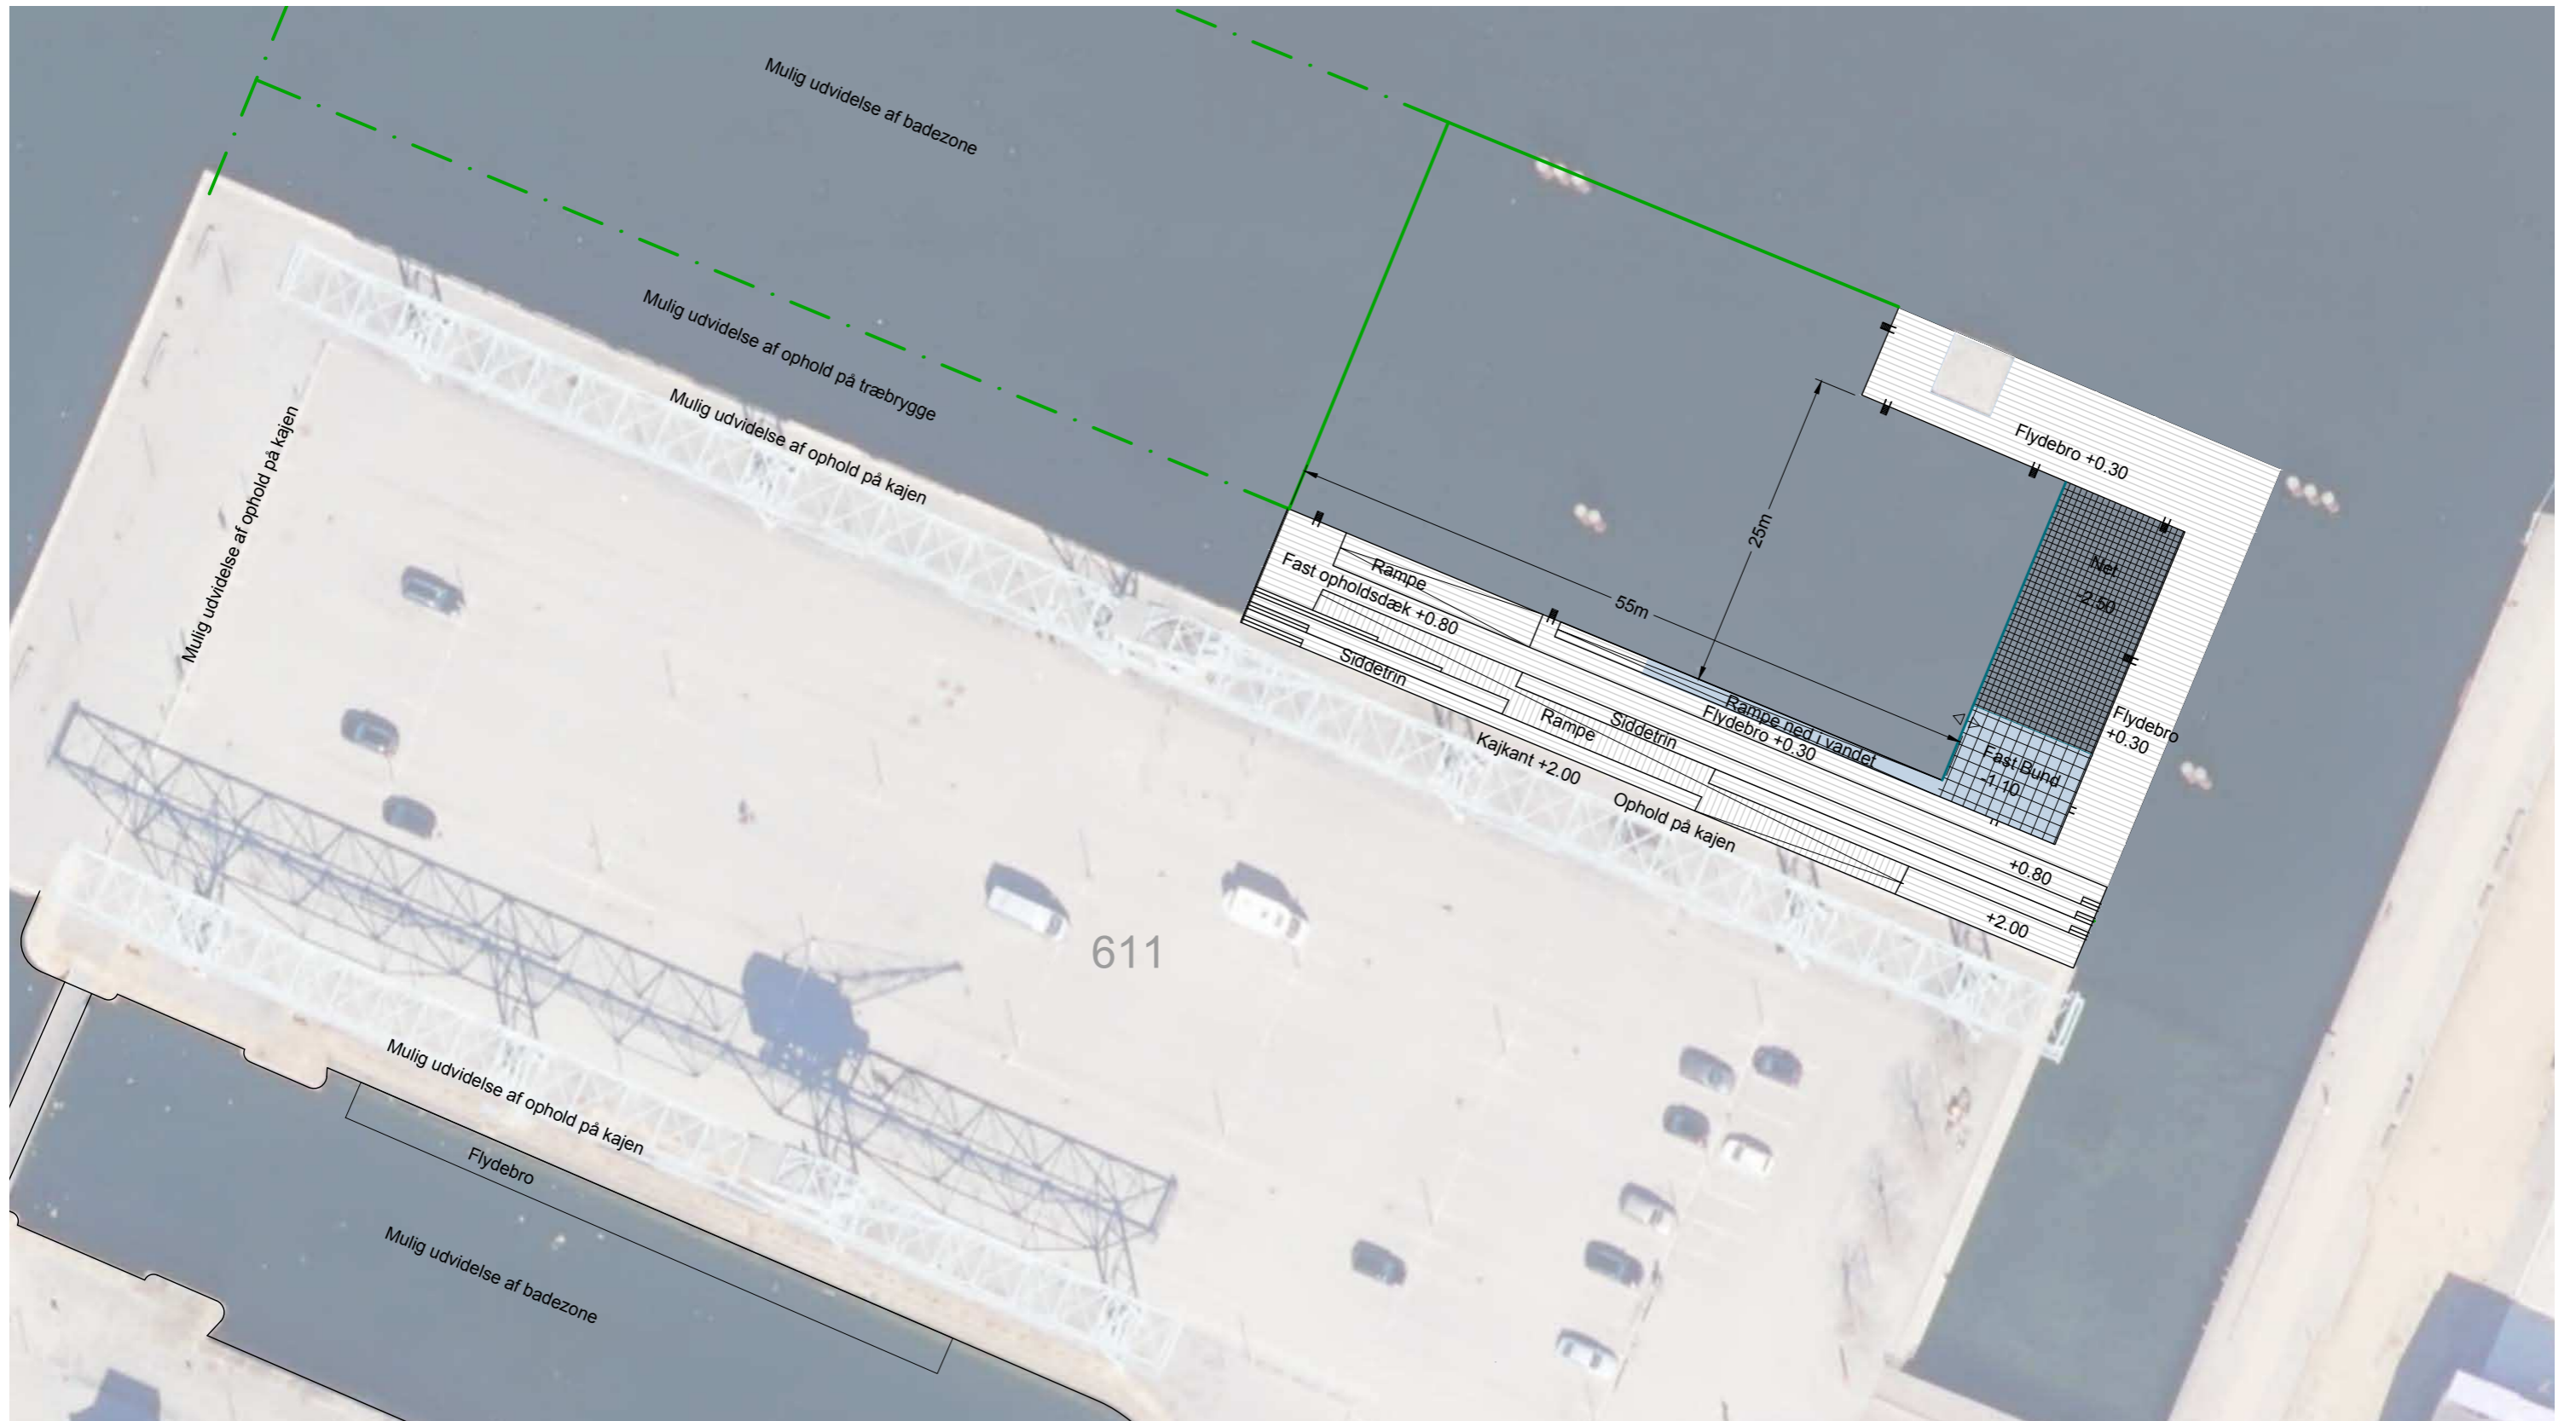 Mulig udvidelse af badezone
Mulig udvidelse af ophold på træbrygge
Mulig udvidelse af ophold på kajen
Mulig udvidelse af ophold på kajen
Flydebro +0.30
25m
55m
Net
-2.50
Rampe
Fast opholdsdæk +0.80
Siddetrin
Rampe
Siddetrin
Rampe ned i vandet
Flydebro +0.30
Flydebro
+0.30
Fast Bund
-1.10
Kajkant +2.00
Ophold på kajen
+0.80
+2.00
611
Mulig udvidelse af ophold på kajen
Flydebro
Mulig udvidelse af badezone